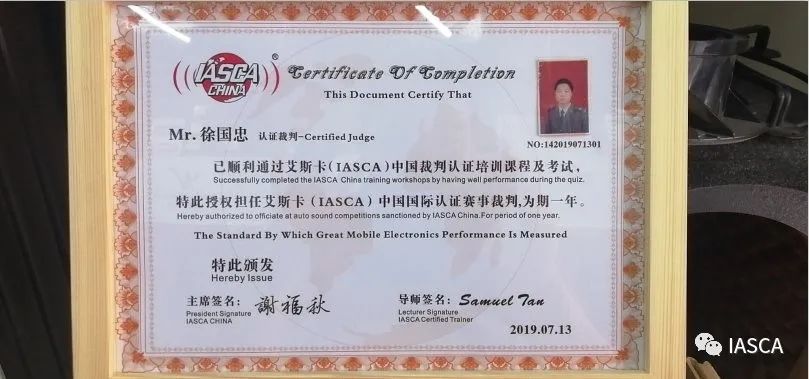 IASCA
CHINA
®
Certificate Of Completion
This Document Certify That
Mr. 徐国忠 认证裁判-Certified Judge
NO:142019071301
已顺利通过艾斯卡(IASCA)中国裁判认证培训课程及考试,
Successfully completed the IASCA China training workshops by having well performance during the quiz.
特此授权担任艾斯卡(IASCA)中国国际认证赛事裁判,为期一年。
Hereby authorized to officiate at auto sound competitions sanctioned by IASCA China.For period of one year.
The Standard By Which Great Mobile Electronics Performance Is Measured
特此颁发
Hereby Issue
主席签名: 謝福秋
President Signature
IASCA CHINA
导师签名: Samuel Tan
Lecturer Signature
IASCA Certified Trainer
2019.07.13
IASCA